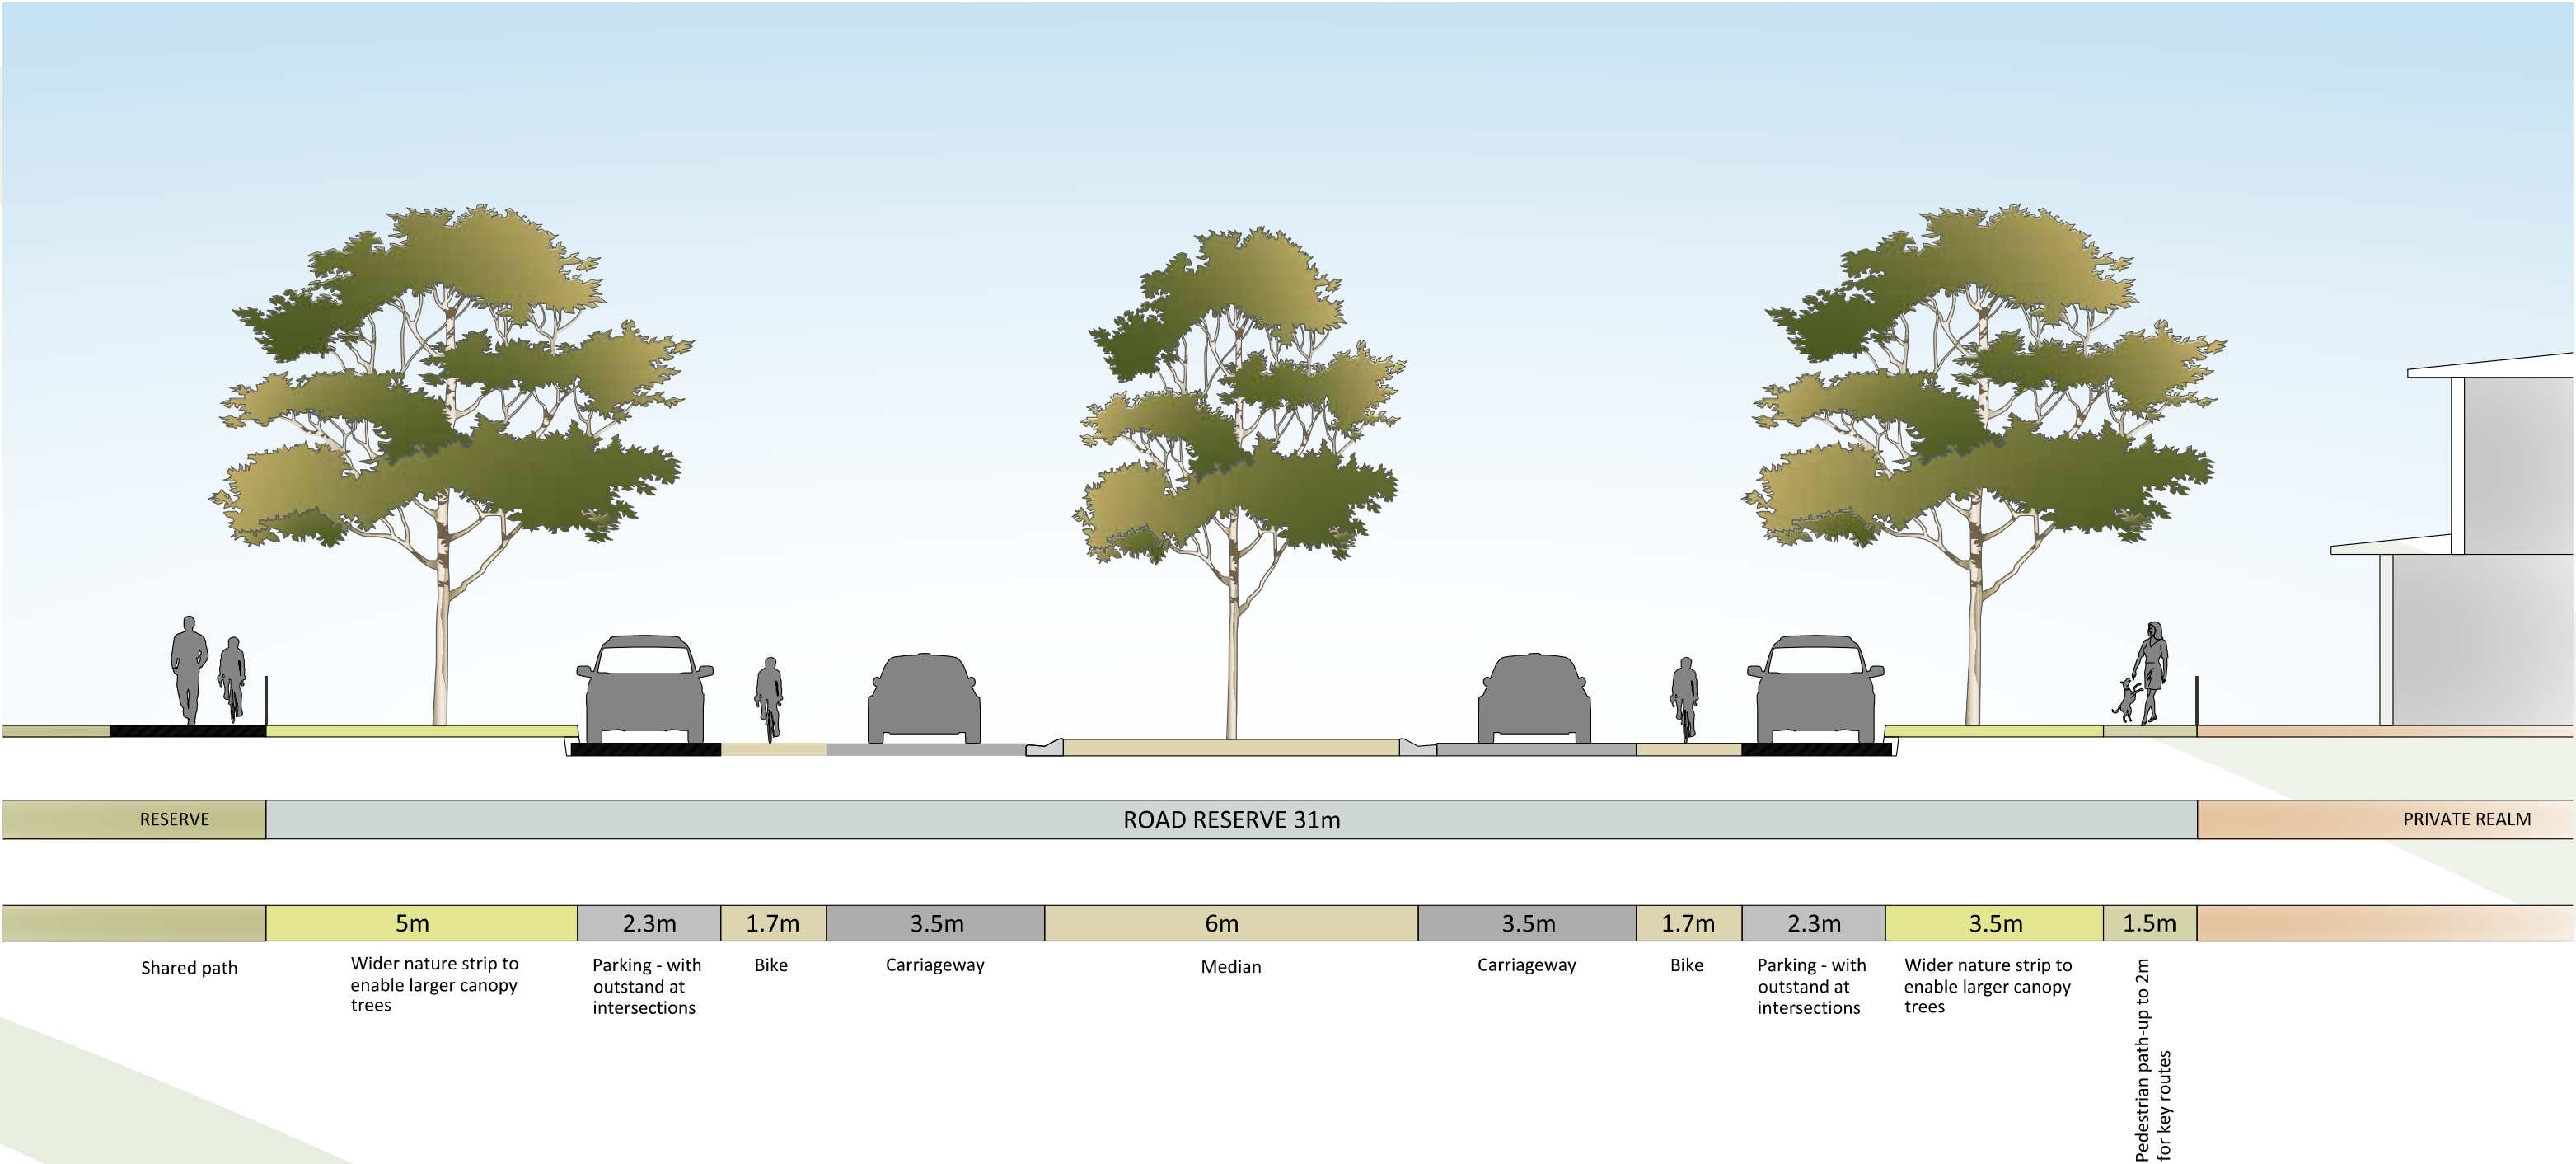 RESERVE
ROAD RESERVE 31m
PRIVATE REALM
5m
2.3m
1.7m
3.5m
6m
3.5m
1.7m
2.3m
3.5m
1.5m
Shared path
Wider nature strip to
enable larger canopy
trees
Parking - with
outstand at
intersections
Bike
Carriageway
Median
Carriageway
Bike
Parking - with
outstand at
intersections
Wider nature strip to
enable larger canopy
trees
Pedestrian path-up to 2m
for key routes